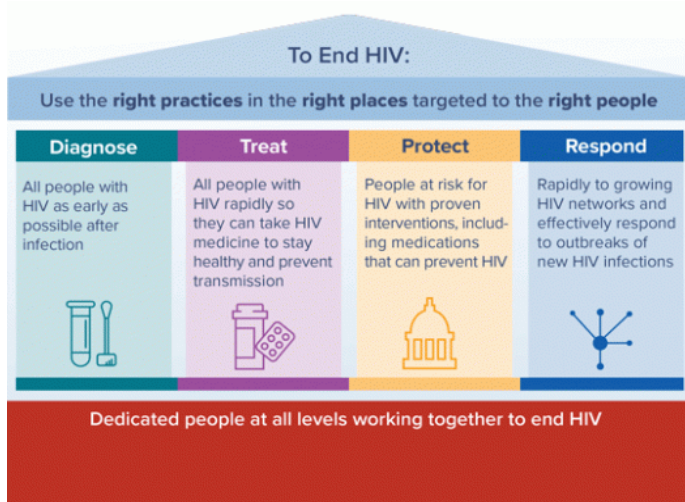 To End HIV:
Use the right practices in the right places targeted to the right people
Diagnose
All people with
HIV as early as
possible after
infection
Treat
All people with
HIV rapidly so
they can take HIV
medicine to stay
healthy and prevent
transmission
Protect
People at risk for
HIV with proven
interventions, includ-
ing medications
that can prevent HIV
Respond
Rapidly to growing
HIV networks and
effectively respond
to outbreaks of
new HIV infections
Dedicated people at all levels working together to end HIV